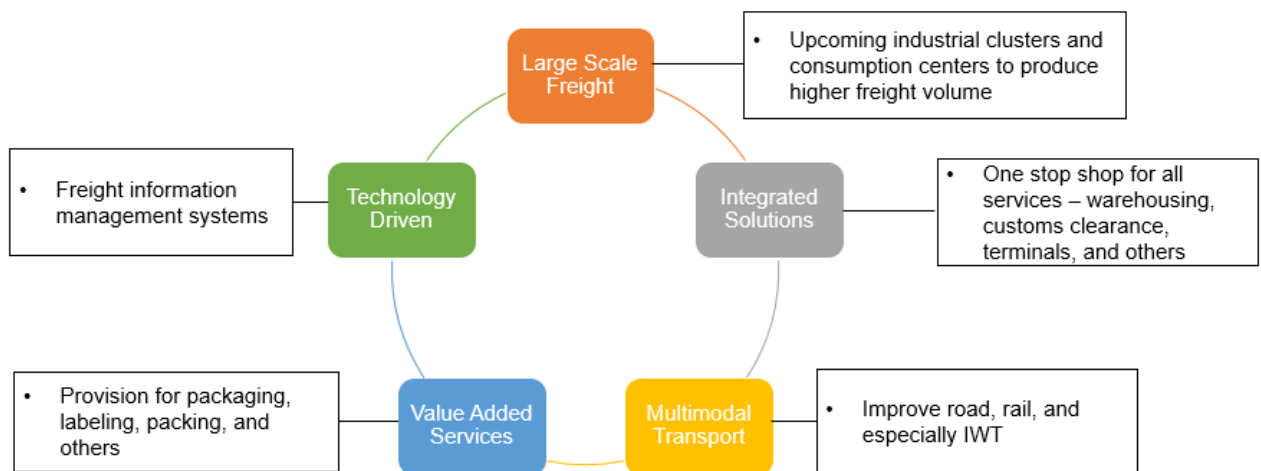 Large Scale
Freight
• Upcoming industrial clusters and
consumption centers to produce
higher freight volume
Integrated
Solutions
• One stop shop for all
services – warehousing,
customs clearance,
terminals, and others
Multimodal
Transport
• Improve road, rail, and
especially IWT
Value Added
Services
• Provision for packaging,
labeling, packing, and
others
Technology
Driven
• Freight information
management systems